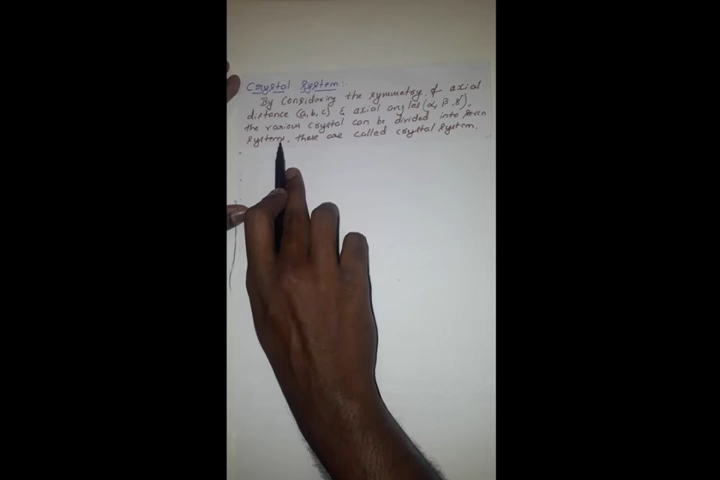 Crystal System:-
By Considering the symmetry of axial
distance (a, b, c) & axial angles (α, β, γ),
the various crystal can be divided into seven
systems. these are called crystal system.